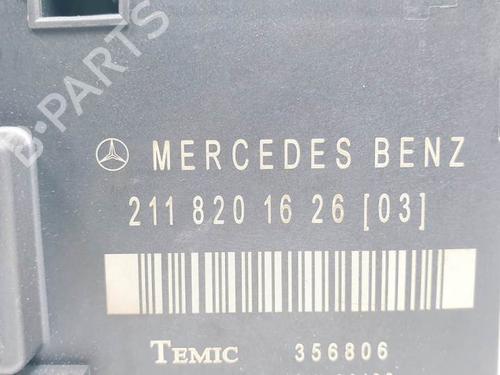 B-PARTS
MERCEDES BENZ
211 820 16 26 [03]
TEMIC 356806